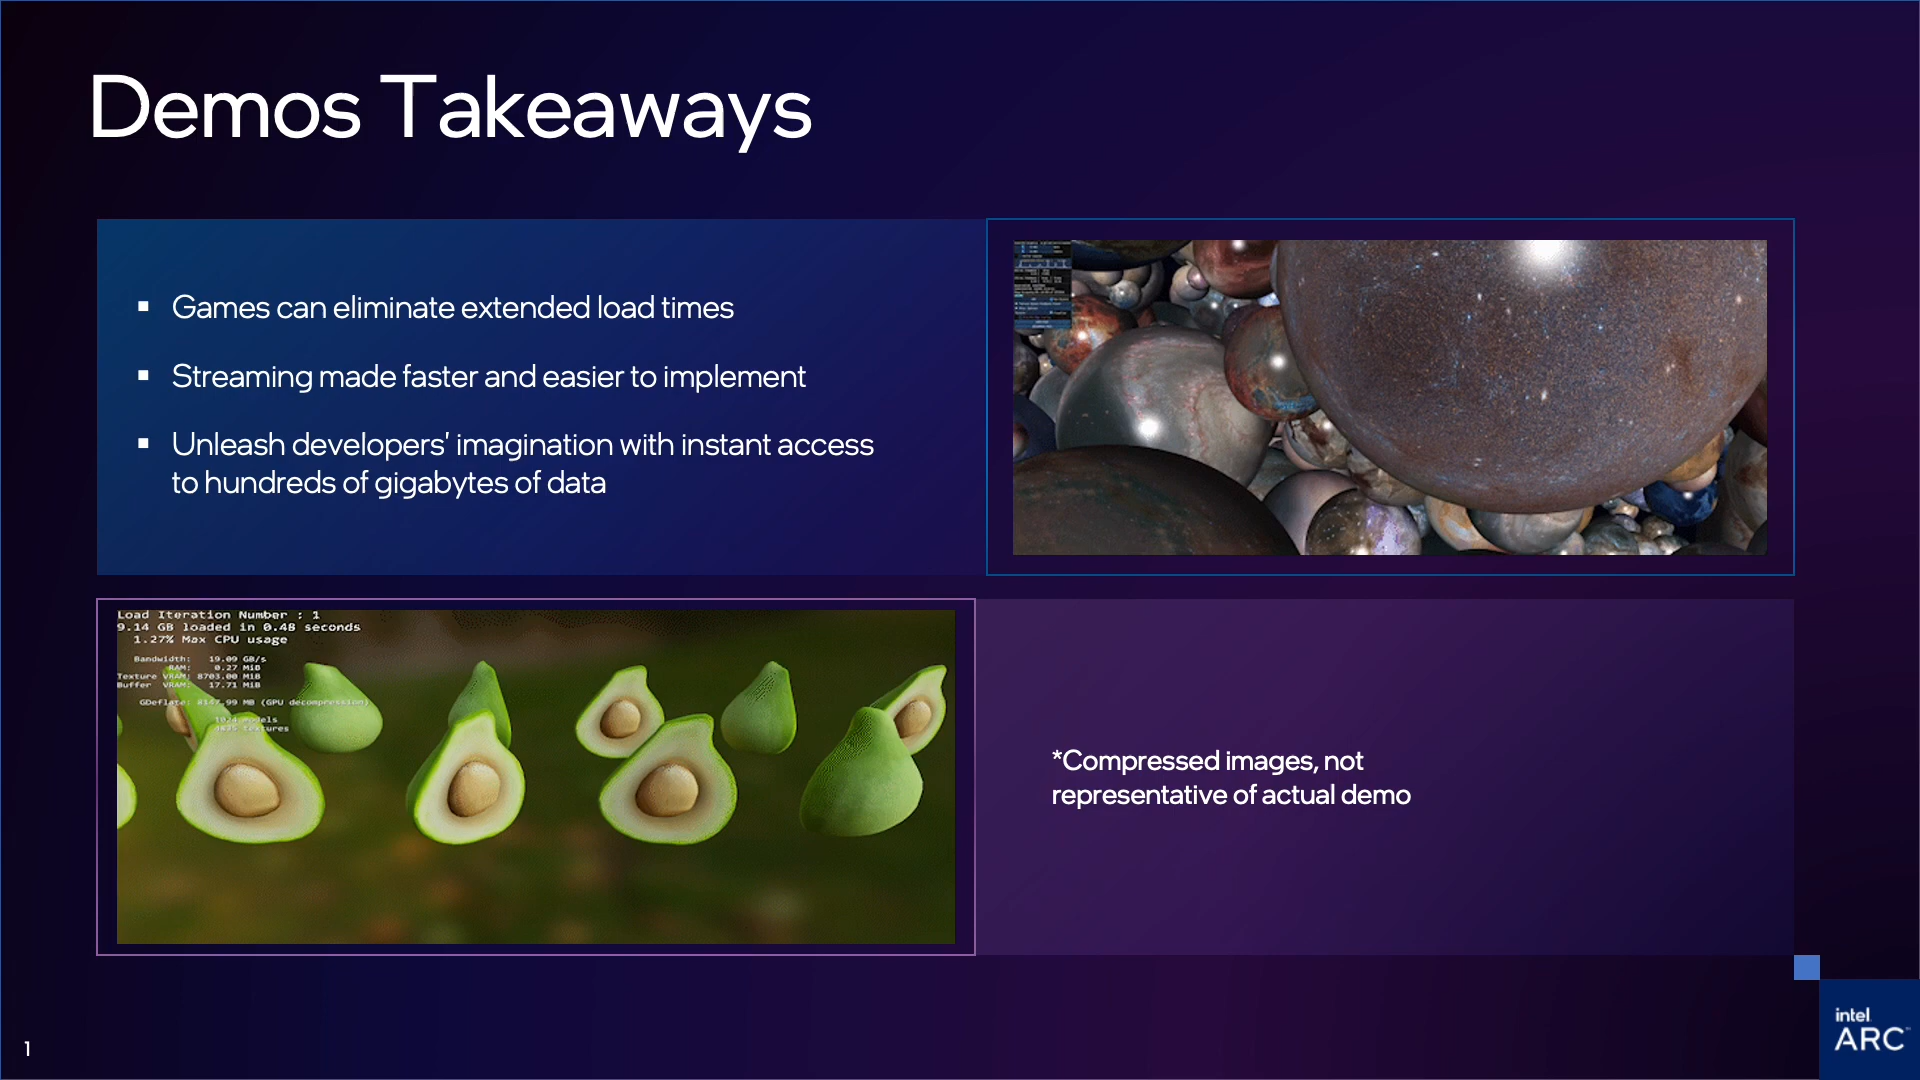 Demos Takeaways
▪ Games can eliminate extended load times
▪ Streaming made faster and easier to implement
▪ Unleash developers' imagination with instant access
to hundreds of gigabytes of data
Load Iteration Number : 1
9.14 GB loaded in 0.48 seconds
1.27% Max CPU usage
Bandwidth: 19.09 GB/s
RAM: 0.27 MiB
Texture VRAM: 8703.00 MiB
Buffer VRAM: 17.71 MiB
GDeflate: 8147.99 MB (GPU decompression)
1024 models
textures
*Compressed images, not
representative of actual demo
1
intel
ARC